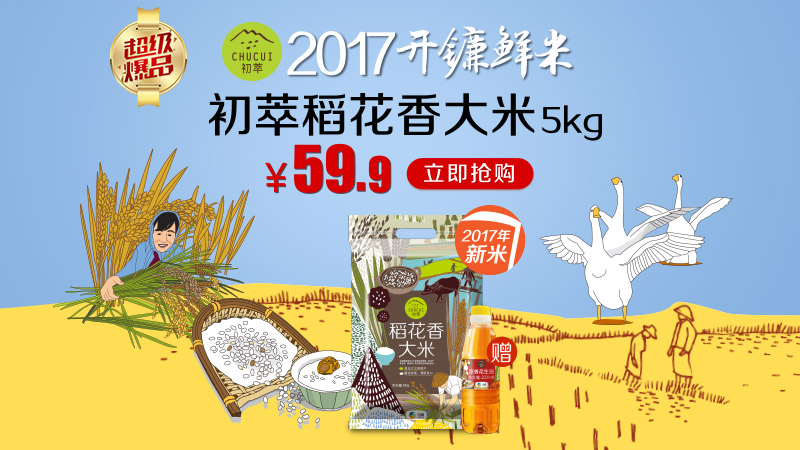 超级
爆品
CHUCUI
初萃
2017开镰鲜米
初萃稻花香大米5kg
¥59.9
立即抢购
2017年
新米
CHUCUI
稻花香
大米
赠